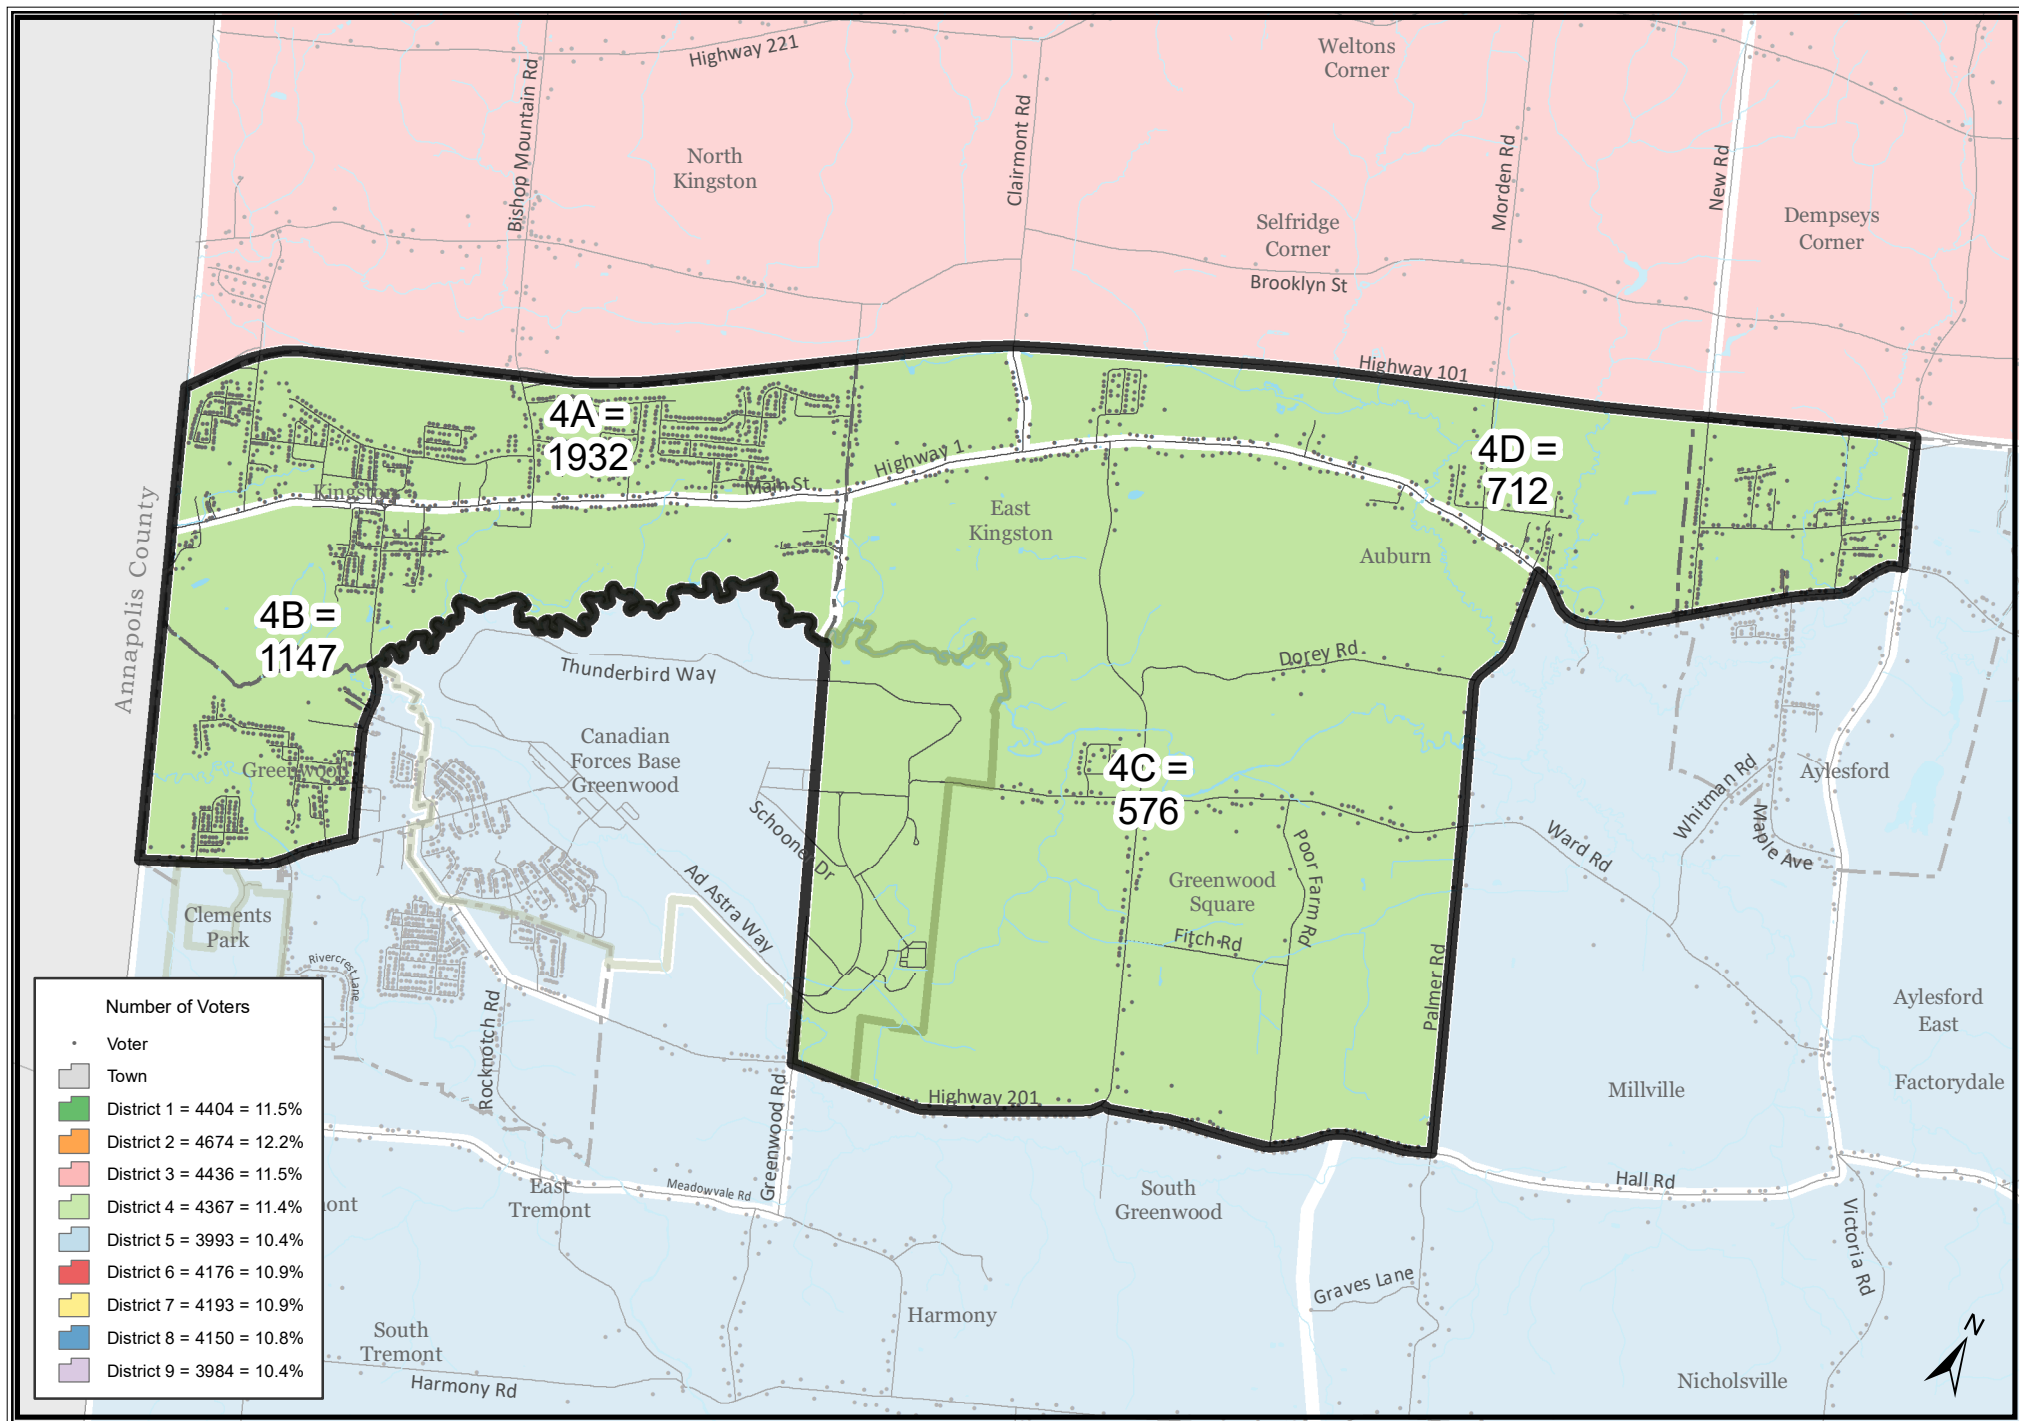 Highway 221
Weltons
Corner
Bishop Mountain Rd
North
Kingston
Clairmont Rd
Morden Rd
New Rd
Selfridge
Corner
Dempseys
Corner
Brooklyn St
Highway 101
4A =
1932
4D =
712
Highway 1
Main St
Kingston
East
Kingston
Auburn
Annapolis County
4B =
1147
Thunderbird Way
Dorey Rd
Canadian
Forces Base
Greenwood
Greenwood
4C =
576
Schooner Dr
Whitman Rd
Aylesford
Maple Ave
Ward Rd
Poor Farm Rd
Ad Astra Way
Greenwood
Square
Fitch Rd
Clements
Park
Rivercrest Lane
Palmer Rd
Rocknotch Rd
Aylesford
East
Factorydale
Millville
Highway 201
Greenwood Rd
East
Tremont
Meadowvale Rd
South
Greenwood
Hall Rd
Victoria Rd
Graves Lane
Harmony
South
Tremont
Harmony Rd
Nicholsville
N
ont
Number of Voters
Voter
Town
District 1 = 4404 = 11.5%
District 2 = 4674 = 12.2%
District 3 = 4436 = 11.5%
District 4 = 4367 = 11.4%
District 5 = 3993 = 10.4%
District 6 = 4176 = 10.9%
District 7 = 4193 = 10.9%
District 8 = 4150 = 10.8%
District 9 = 3984 = 10.4%